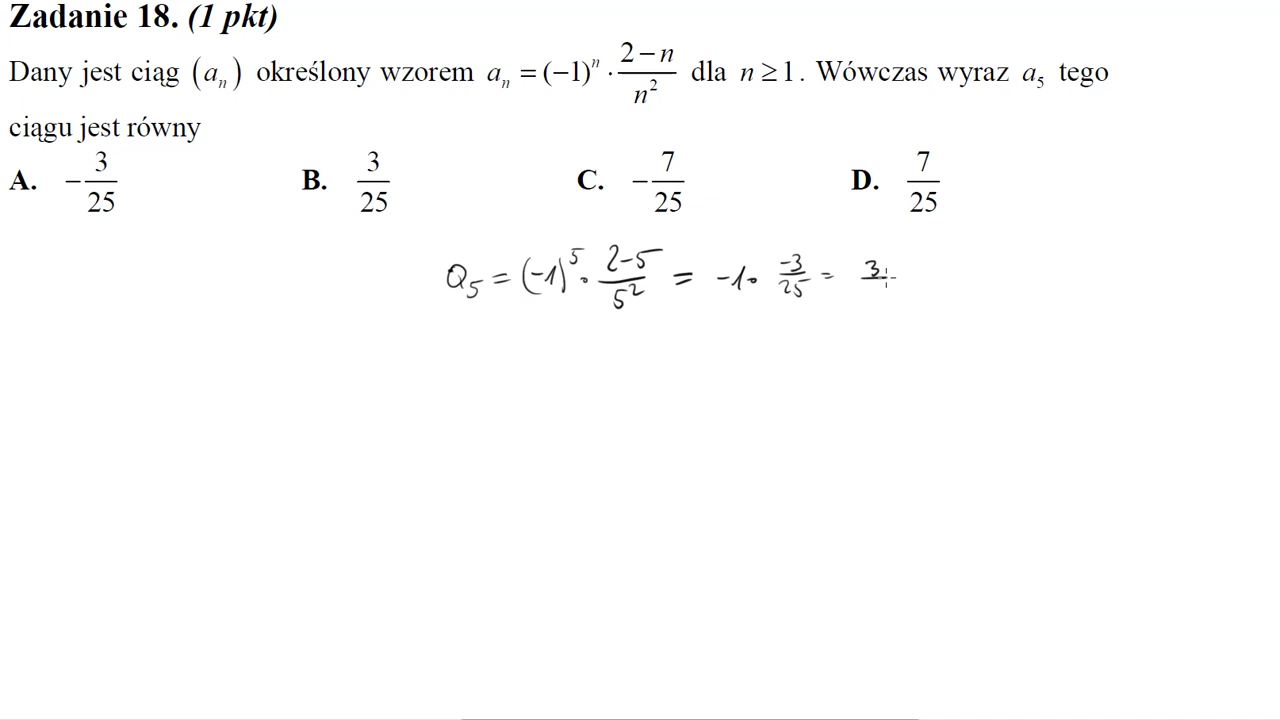 Zadanie 18. (1 pkt)
Dany jest ciąg (aₙ) określony wzorem aₙ = (−1)ⁿ · (2 − n)/n² dla n ≥ 1. Wówczas wyraz a₅ tego
ciągu jest równy
A. −3/25 B. 3/25 C. −7/25 D. 7/25
a₅ = (−1)⁵ · (2−5)/5² = −1 · −3/25 = 3/